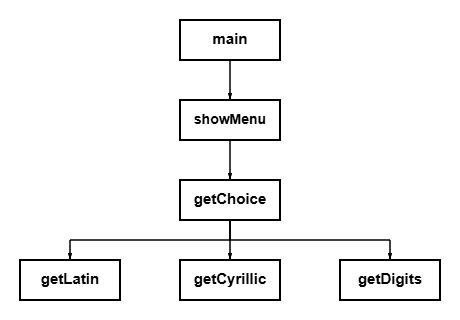 main
showMenu
getChoice
getLatin
getCyrillic
getDigits